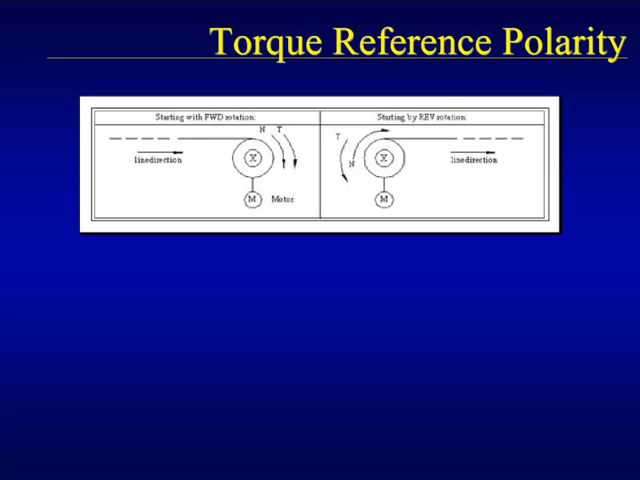 Torque Reference Polarity
Starting with FWD rotation:
Starting by REV rotation:
N T
T
N
X
X
linedirection
linedirection
M Motor
M